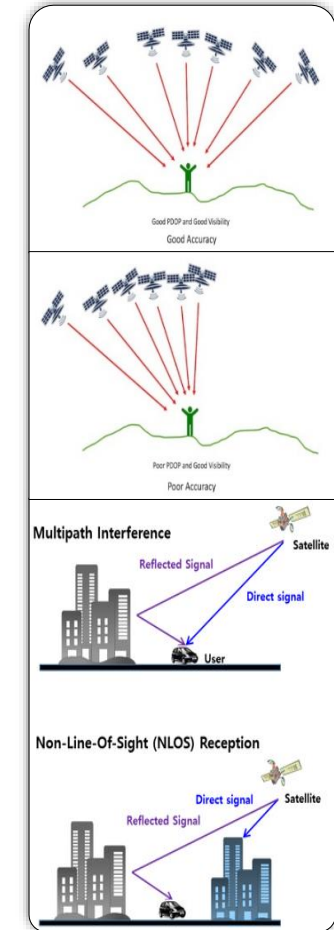 Good PDOP and Good Visibility
Good Accuracy
Poor PDOP and Good Visibility
Poor Accuracy
Multipath Interference
Satellite
Reflected Signal
Direct signal
User
Non-Line-Of-Sight (NLOS) Reception
Direct signal
Satellite
Reflected Signal